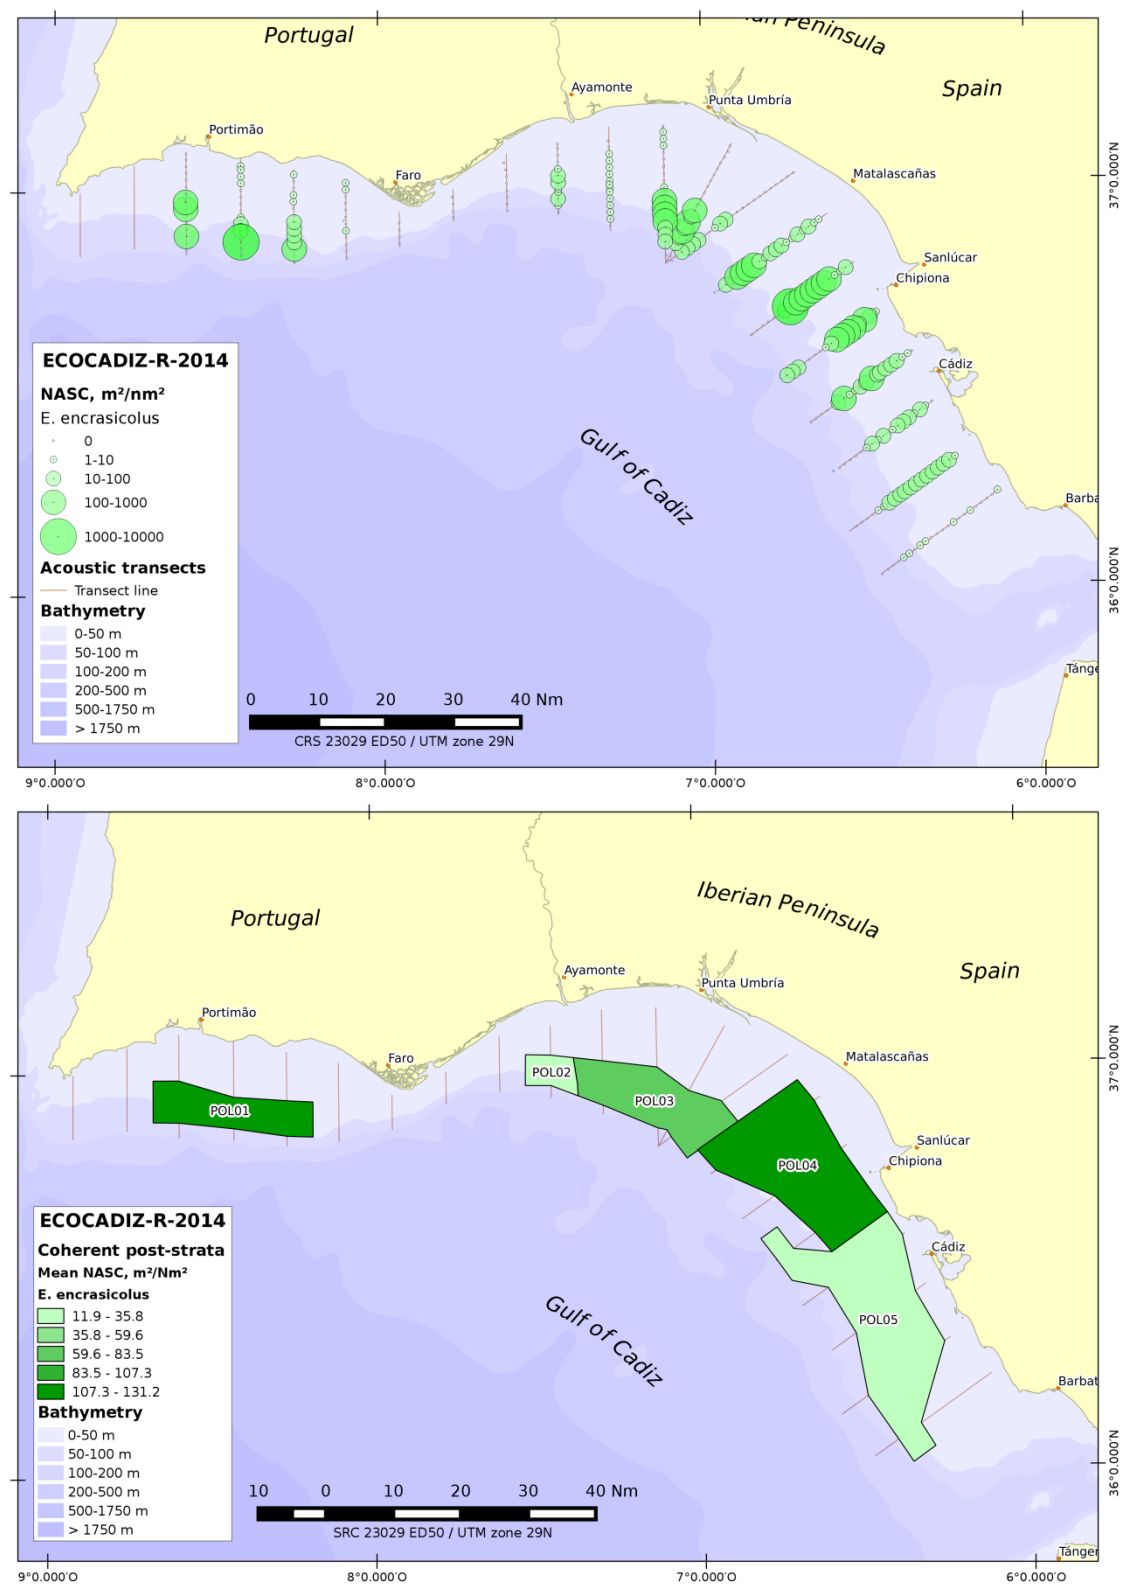 Portugal
an Peninsula
Spain
Ayamonte
Punta Umbría
Portimão
Faro
Matalascañas
37°0.000'N
Sanlúcar
Chipiona
Cádiz
Gulf of Cadiz
Barba
36°0.000'N
Tánge
ECOCADIZ-R-2014
NASC, m²/nm²
E. encrasicolus
0
1-10
10-100
100-1000
1000-10000
Acoustic transects
Transect line
Bathymetry
0-50 m
50-100 m
100-200 m
200-500 m
500-1750 m
> 1750 m
0 10 20 30 40 Nm
CRS 23029 ED50 / UTM zone 29N
9°0.000'O 8°0.000'O 7°0.000'O 6°0.000'O
Iberian Peninsula
Portugal
Spain
Ayamonte
Punta Umbría
Portimão
Faro
Matalascañas
37°0.000'N
POL01
POL02
POL03
POL04
Sanlúcar
Chipiona
Cádiz
POL05
Gulf of Cadiz
Barbat
36°0.000'N
Tánger
ECOCADIZ-R-2014
Coherent post-strata
Mean NASC, m²/Nm²
E. encrasicolus
11.9 - 35.8
35.8 - 59.6
59.6 - 83.5
83.5 - 107.3
107.3 - 131.2
Bathymetry
0-50 m
50-100 m
100-200 m
200-500 m
500-1750 m
> 1750 m
10 0 10 20 30 40 Nm
SRC 23029 ED50 / UTM zone 29N
9°0.000'O 8°0.000'O 7°0.000'O 6°0.000'O